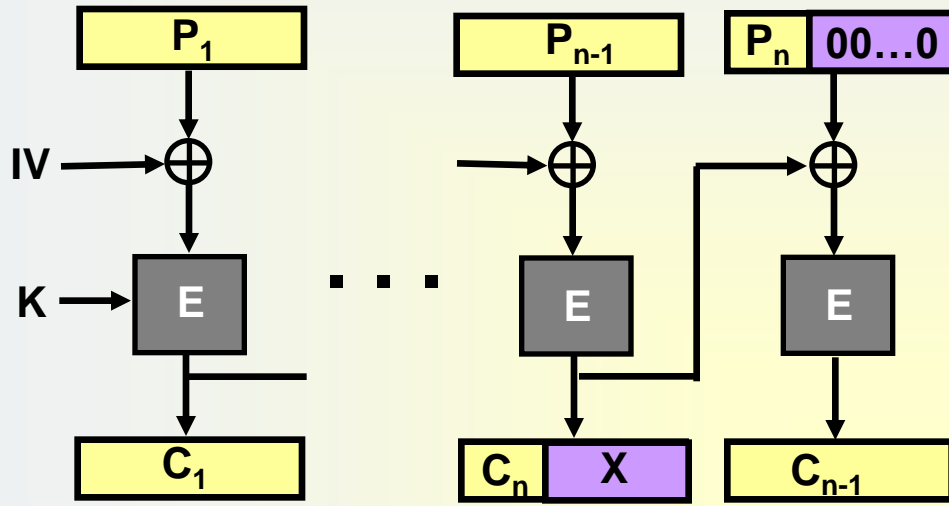 P₁ Pₙ₋₁ Pₙ 00...0
IV
K E E E
C₁ Cₙ X Cₙ₋₁